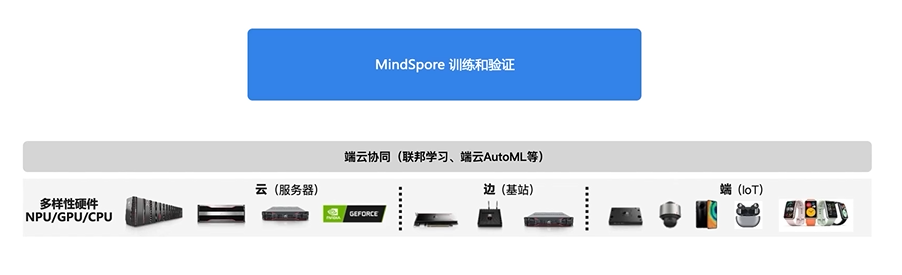 MindSpore 训练和验证
端云协同（联邦学习、端云AutoML等）
多样性硬件
NPU/GPU/CPU
云（服务器）
边（基站）
端（IoT）
NVIDIA
GEFORCE